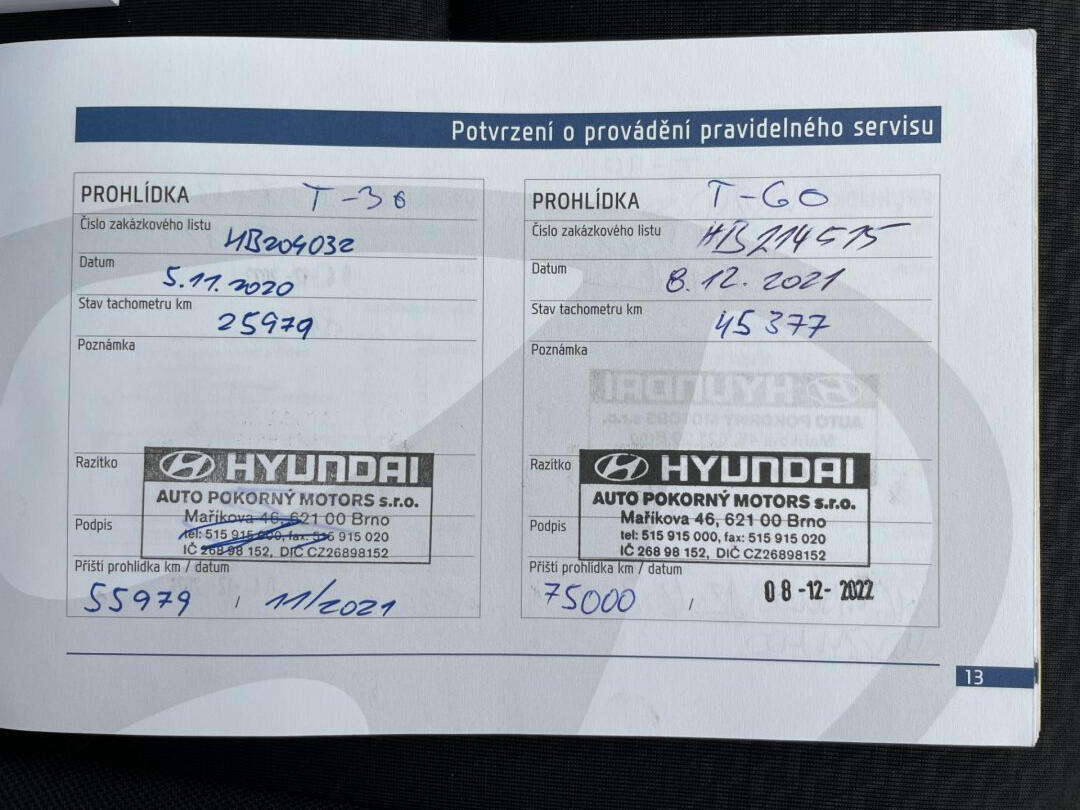 Potvrzení o provádění pravidelného servisu
PROHLÍDKA T-30
Číslo zakázkového listu HB204032
Datum 5.11.2020
Stav tachometru km 25979
Poznámka
Razítko
HYUNDAI
AUTO POKORNÝ MOTORS s.r.o.
Maříkova 46, 621 00 Brno
Podpis
tel: 515 915 000, fax: 515 915 020
IČ 268 98 152, DIČ CZ26898152
Příští prohlídka km / datum
55979 / 11/2021
PROHLÍDKA T-60
Číslo zakázkového listu HB214515
Datum 8.12.2021
Stav tachometru km 45377
Poznámka
Razítko
HYUNDAI
AUTO POKORNÝ MOTORS s.r.o.
Maříkova 46, 621 00 Brno
Podpis
tel: 515 915 000, fax: 515 915 020
IČ 268 98 152, DIČ CZ26898152
Příští prohlídka km / datum
75000 / 08-12-2022
13